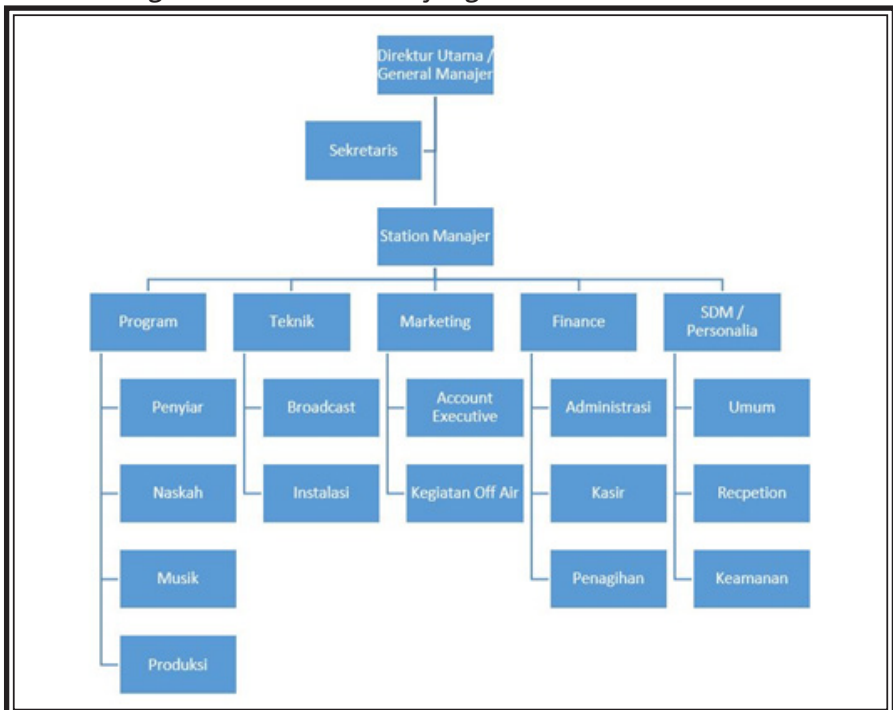 Direktur Utama /
General Manajer
Sekretaris
Station Manajer
Program
Teknik
Marketing
Finance
SDM /
Personalia
Penyiar
Broadcast
Account
Executive
Administrasi
Umum
Naskah
Instalasi
Kegiatan Off Air
Kasir
Recpetion
Musik
Penagihan
Keamanan
Produksi